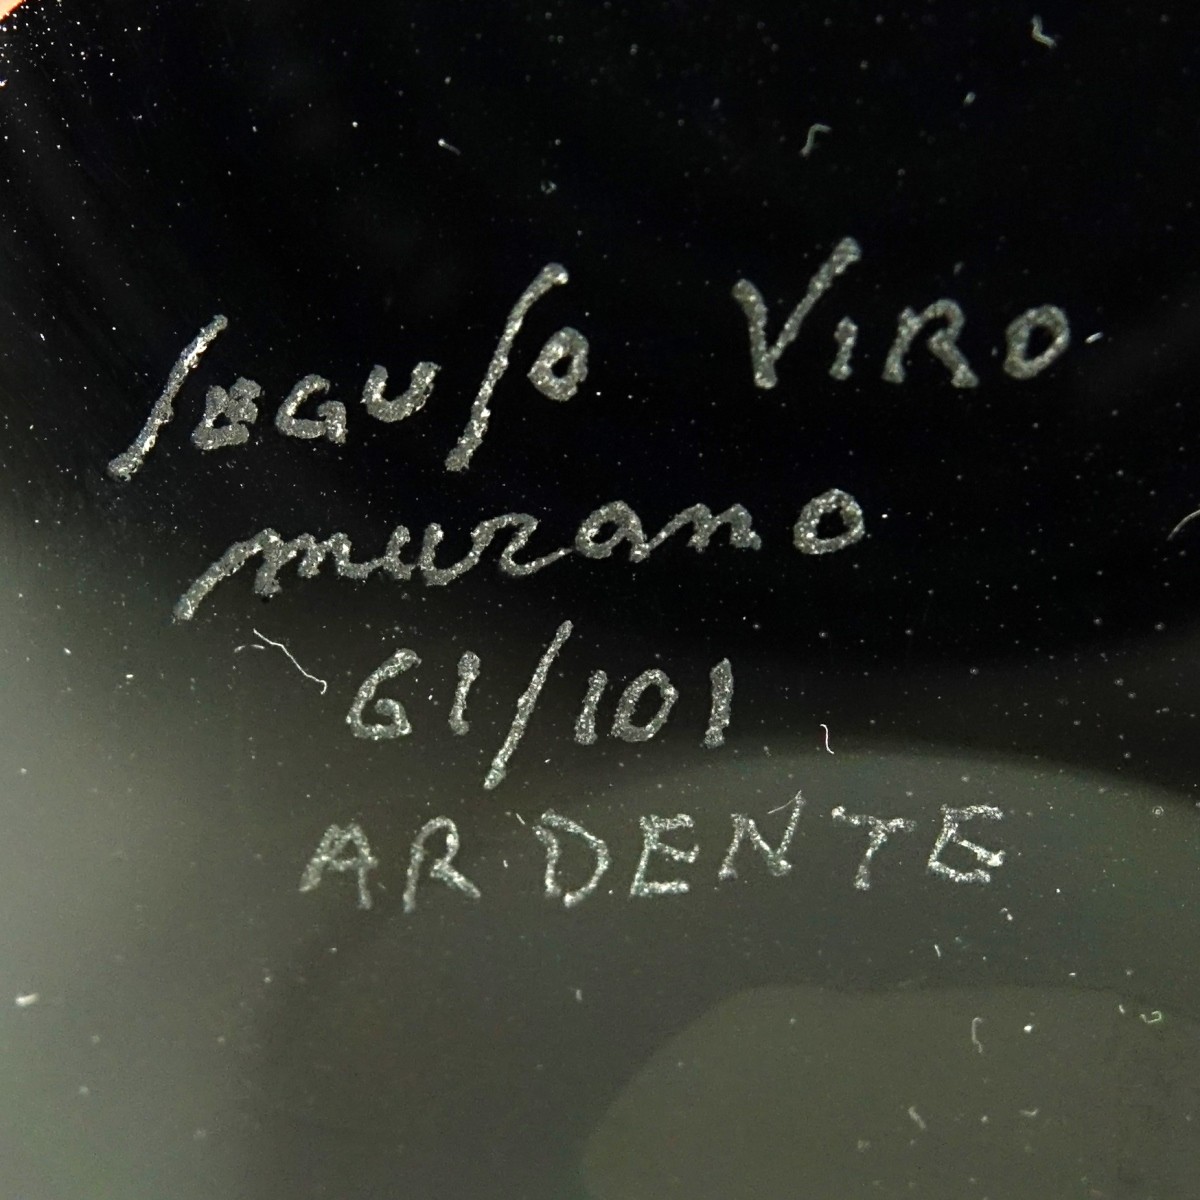 Seguso Viro
murano
61/101
ARDENTE